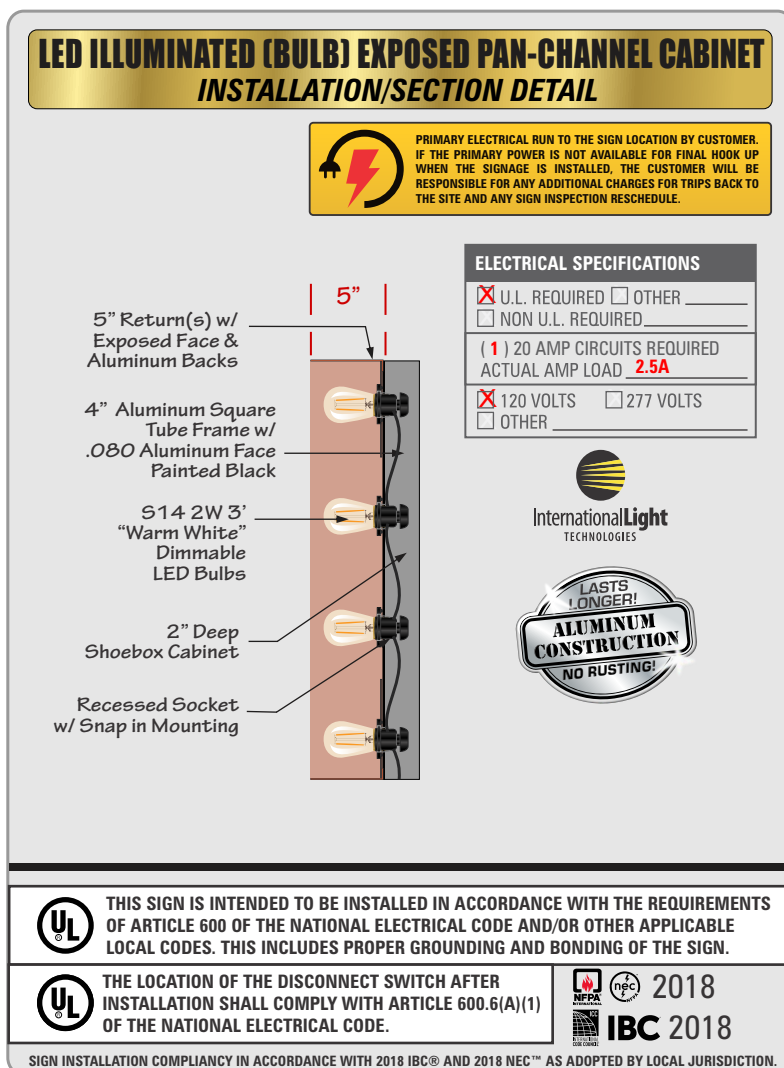 LED ILLUMINATED (BULB) EXPOSED PAN-CHANNEL CABINET
INSTALLATION/SECTION DETAIL
PRIMARY ELECTRICAL RUN TO THE SIGN LOCATION BY CUSTOMER.
IF THE PRIMARY POWER IS NOT AVAILABLE FOR FINAL HOOK UP
WHEN THE SIGNAGE IS INSTALLED, THE CUSTOMER WILL BE
RESPONSIBLE FOR ANY ADDITIONAL CHARGES FOR TRIPS BACK TO
THE SITE AND ANY SIGN INSPECTION RESCHEDULE.
5”
5” Return(s) w/
Exposed Face &
Aluminum Backs
4” Aluminum Square
Tube Frame w/
.080 Aluminum Face
Painted Black
S14 2W 3’
“Warm White”
Dimmable
LED Bulbs
2” Deep
Shoebox Cabinet
Recessed Socket
w/ Snap in Mounting
ELECTRICAL SPECIFICATIONS
X U.L. REQUIRED OTHER
NON U.L. REQUIRED
( 1 ) 20 AMP CIRCUITS REQUIRED
ACTUAL AMP LOAD 2.5A
X 120 VOLTS 277 VOLTS
OTHER
InternationalLight
TECHNOLOGIES
LASTS
LONGER!
ALUMINUM
CONSTRUCTION
NO RUSTING!
UL
THIS SIGN IS INTENDED TO BE INSTALLED IN ACCORDANCE WITH THE REQUIREMENTS
OF ARTICLE 600 OF THE NATIONAL ELECTRICAL CODE AND/OR OTHER APPLICABLE
LOCAL CODES. THIS INCLUDES PROPER GROUNDING AND BONDING OF THE SIGN.
UL
THE LOCATION OF THE DISCONNECT SWITCH AFTER
INSTALLATION SHALL COMPLY WITH ARTICLE 600.6(A)(1)
OF THE NATIONAL ELECTRICAL CODE.
NFPA nec 2018
ICC IBC 2018
SIGN INSTALLATION COMPLIANCY IN ACCORDANCE WITH 2018 IBC® AND 2018 NEC™ AS ADOPTED BY LOCAL JURISDICTION.